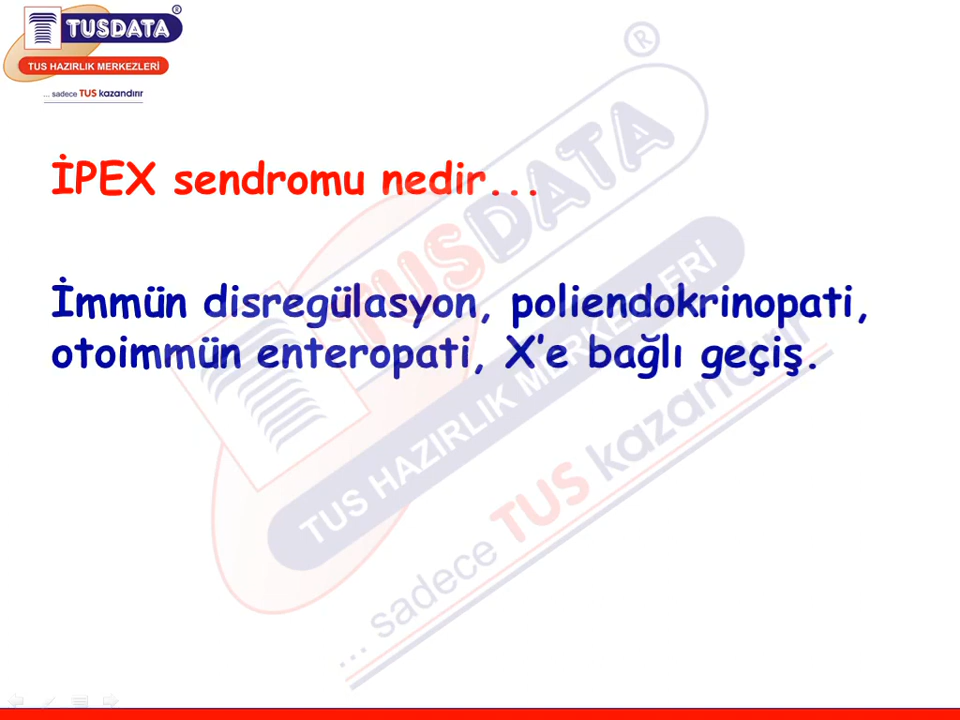 TUSDATA®
TUS HAZIRLIK MERKEZLERİ
... sadece TUS kazandırır
İPEX sendromu nedir...
İmmün disregülasyon, poliendokrinopati,
otoimmün enteropati, X’e bağlı geçiş.
TUSDATA®
TUS HAZIRLIK MERKEZLERİ
... sadece TUS kazandırır